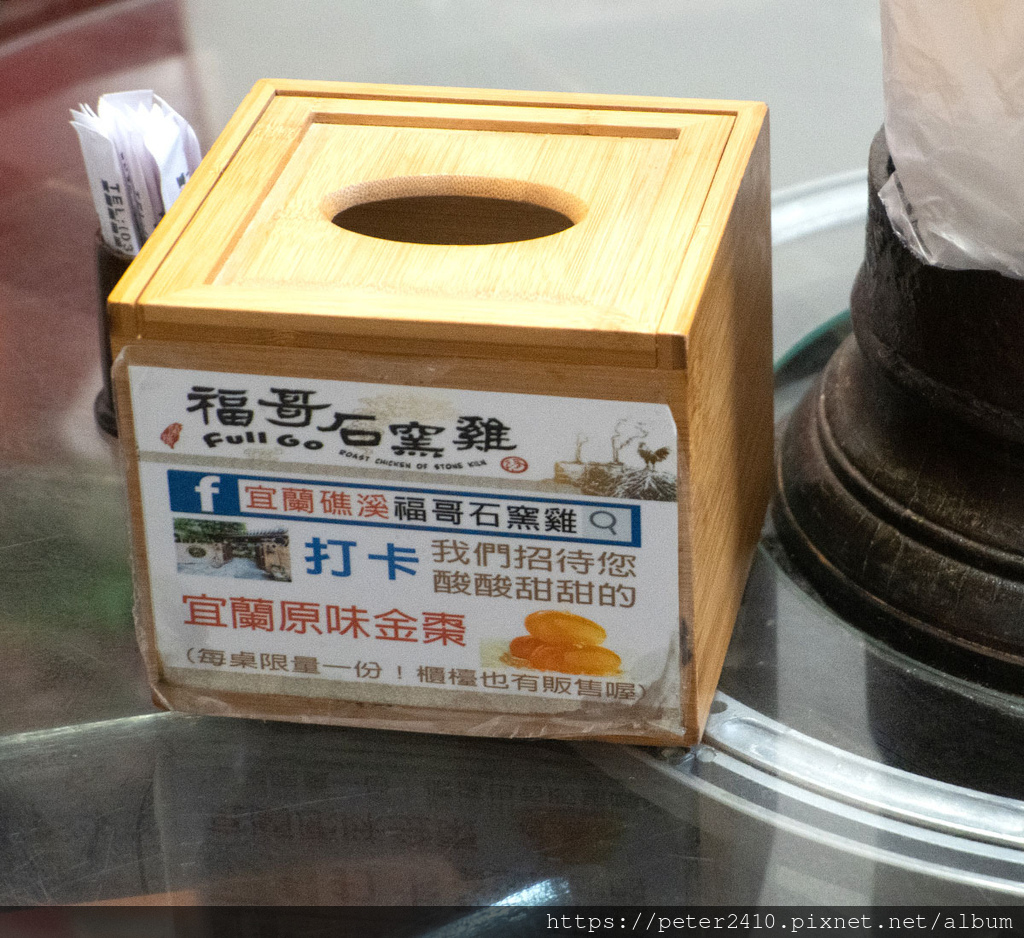 TEL:(03
福哥石窯雞
Full Go
ROAST CHICKEN OF STONE KILN
f 宜蘭礁溪福哥石窯雞
打卡
我們招待您
酸酸甜甜的
宜蘭原味金棗
(每桌限量一份！櫃檯也有販售喔)
https://peter2410.pixnet.net/album